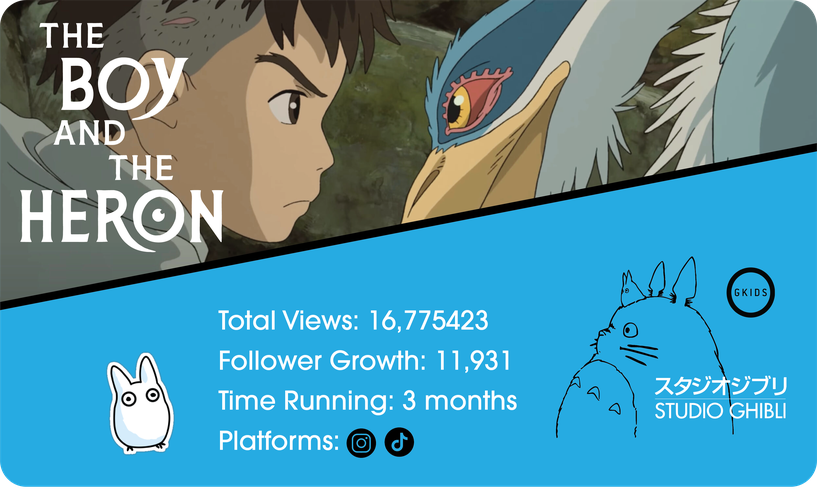 THE
BOY
AND
THE
HERON
Total Views: 16,775423
Follower Growth: 11,931
Time Running: 3 months
Platforms:
GKIDS
スタジオジブリ
STUDIO GHIBLI